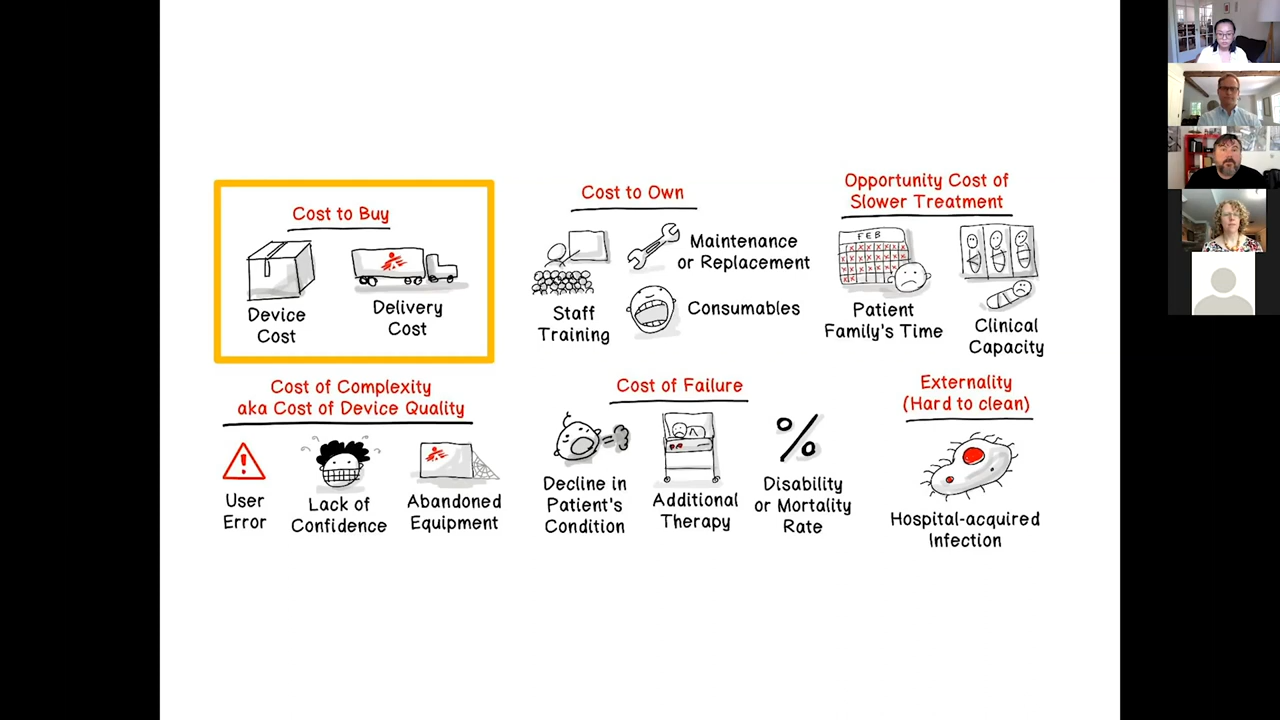 Cost to Buy
Device
Cost
Delivery
Cost
Cost to Own
Staff
Training
Maintenance
or Replacement
Consumables
Opportunity Cost of
Slower Treatment
FEB
Patient
Family's Time
Clinical
Capacity
Cost of Complexity
aka Cost of Device Quality
User
Error
Lack of
Confidence
Abandoned
Equipment
Cost of Failure
Decline in
Patient's
Condition
Additional
Therapy
%
Disability
or Mortality
Rate
Externality
(Hard to clean)
Hospital-acquired
Infection